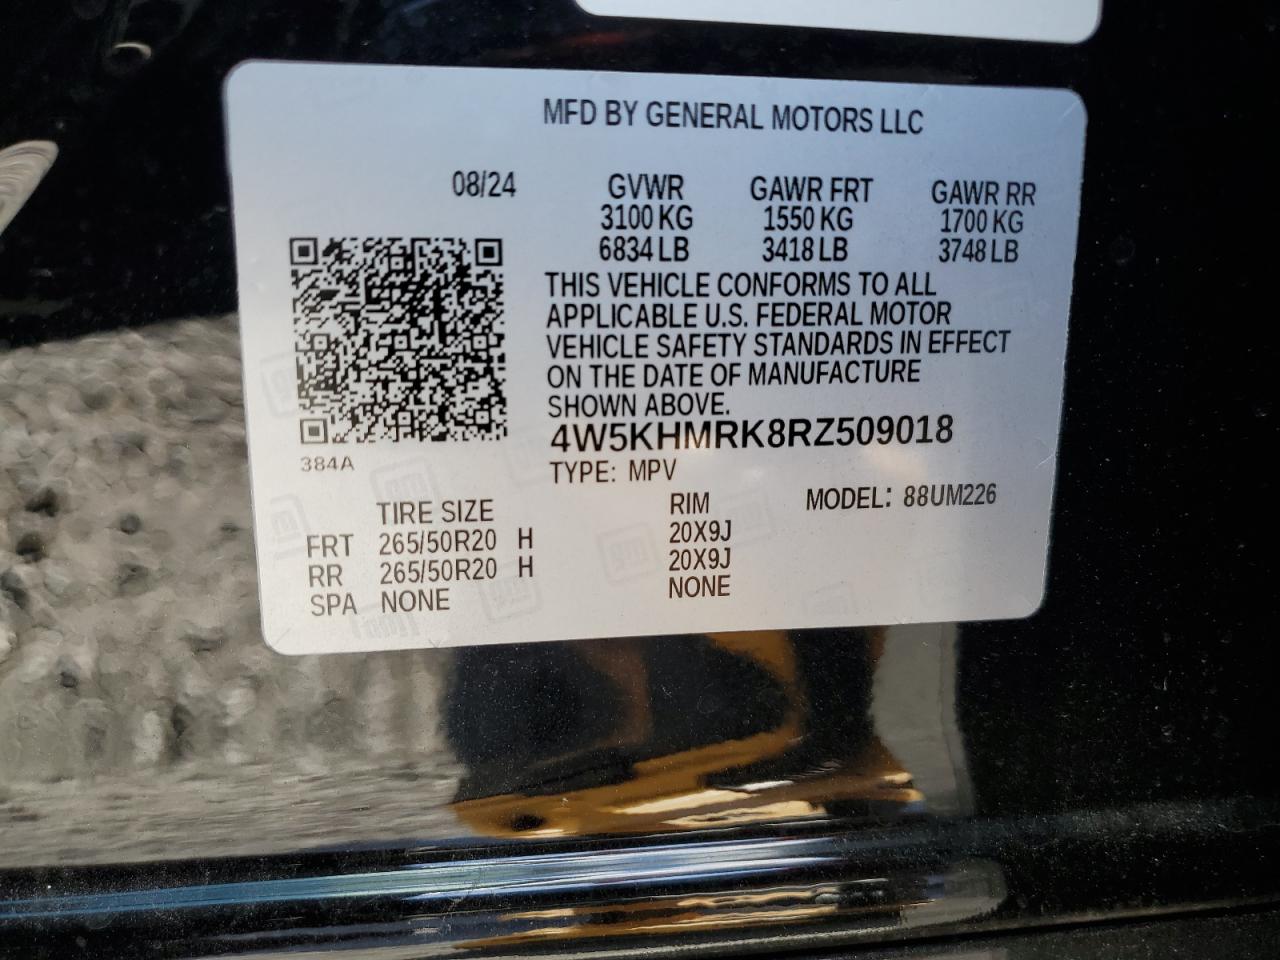 MFD BY GENERAL MOTORS LLC
08/24 GVWR GAWR FRT GAWR RR
3100 KG 1550 KG 1700 KG
6834 LB 3418 LB 3748 LB
THIS VEHICLE CONFORMS TO ALL
APPLICABLE U.S. FEDERAL MOTOR
VEHICLE SAFETY STANDARDS IN EFFECT
ON THE DATE OF MANUFACTURE
SHOWN ABOVE.
4W5KHMRK8RZ509018
384A
TYPE: MPV
TIRE SIZE RIM MODEL: 88UM226
FRT 265/50R20 H 20X9J
RR 265/50R20 H 20X9J
SPA NONE NONE